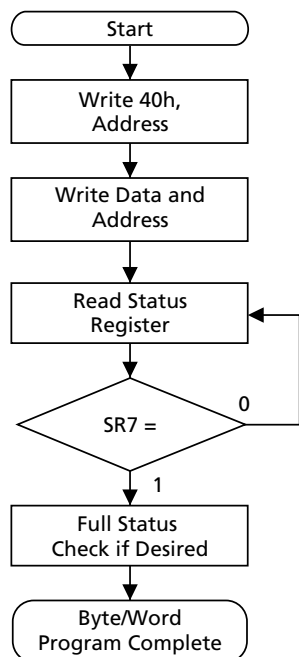 Start
Write 40h,
Address
Write Data and
Address
Read Status
Register
SR7 =
0
1
Full Status
Check if Desired
Byte/Word
Program Complete